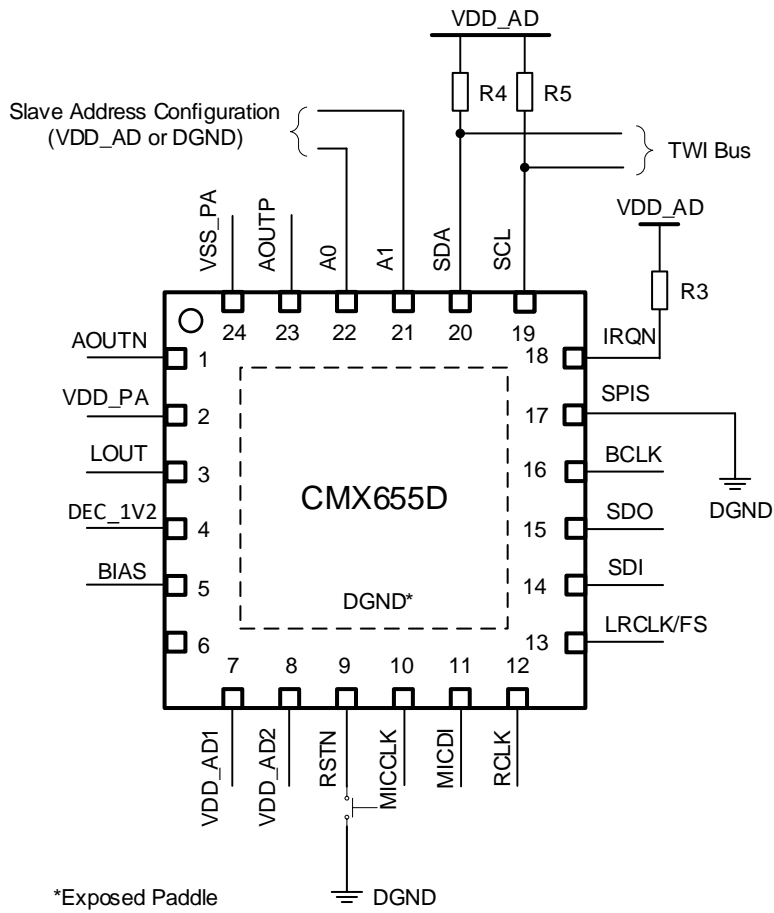 VDD_AD
R4
R5
Slave Address Configuration
(VDD_AD or DGND)
TWI Bus
VDD_AD
R3
VSS_PA
AOUTP
A0
A1
SDA
SCL
24
23
22
21
20
19
AOUTN
1
VDD_PA
2
LOUT
3
DEC_1V2
4
BIAS
5
6
18
IRQN
17
SPIS
16
BCLK
DGND
15
SDO
14
SDI
13
LRCLK/FS
CMX655D
DGND*
7
8
9
10
11
12
VDD_AD1
VDD_AD2
RSTN
MICCLK
MICDI
RCLK
*Exposed Paddle
DGND